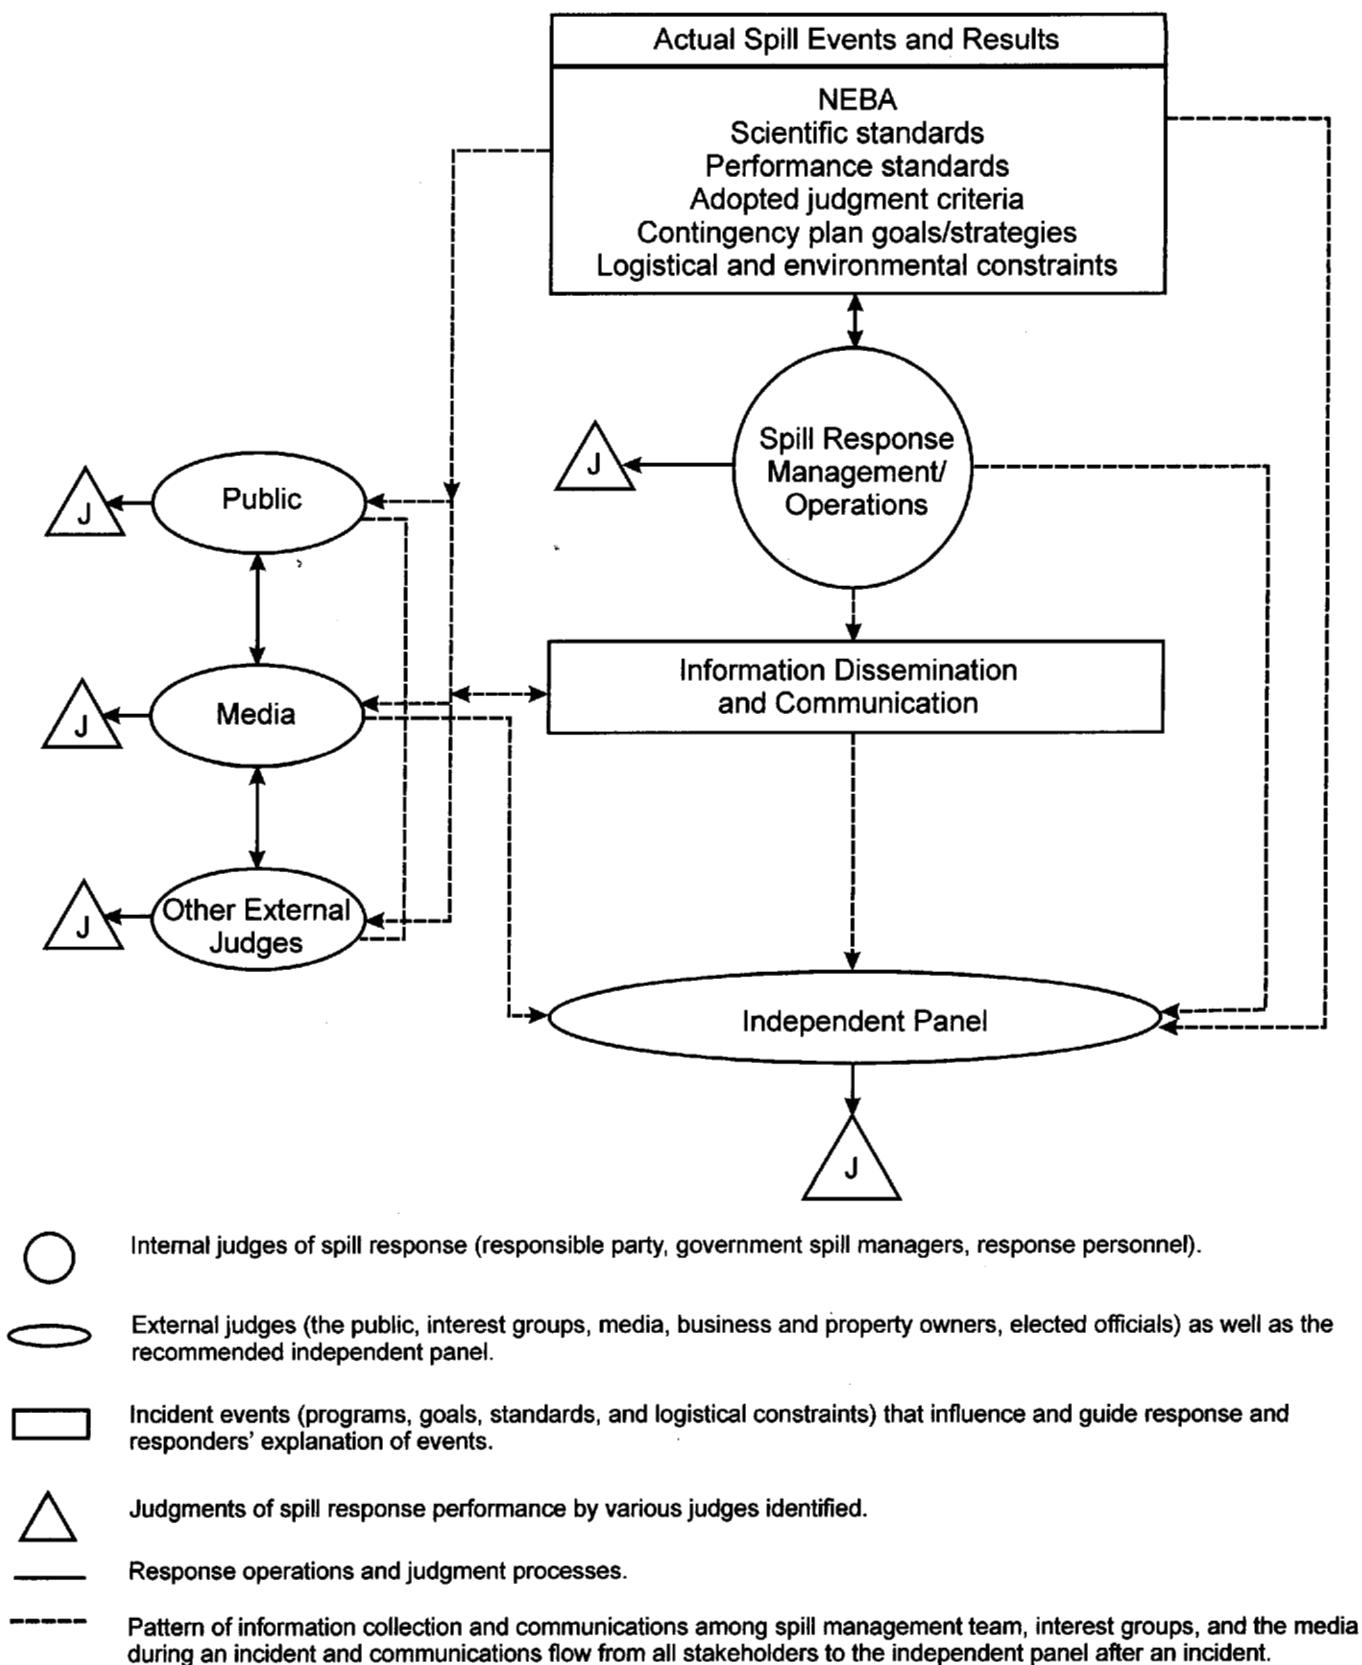 Actual Spill Events and Results
NEBA
Scientific standards
Performance standards
Adopted judgment criteria
Contingency plan goals/strategies
Logistical and environmental constraints
Spill Response
Management/
Operations
J
Public
J
Information Dissemination
and Communication
Media
J
Other External
Judges
J
Independent Panel
J
Internal judges of spill response (responsible party, government spill managers, response personnel).
External judges (the public, interest groups, media, business and property owners, elected officials) as well as the
recommended independent panel.
Incident events (programs, goals, standards, and logistical constraints) that influence and guide response and
responders’ explanation of events.
Judgments of spill response performance by various judges identified.
Response operations and judgment processes.
Pattern of information collection and communications among spill management team, interest groups, and the media
during an incident and communications flow from all stakeholders to the independent panel after an incident.